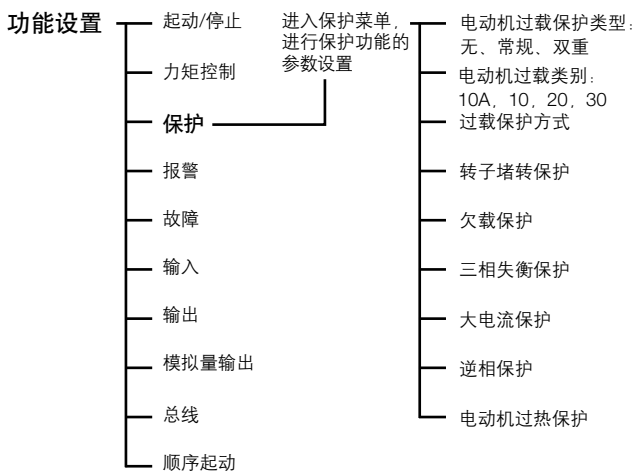 功能设置
起动/停止
力矩控制
保护
报警
故障
输入
输出
模拟量输出
总线
顺序起动
进入保护菜单，
进行保护功能的
参数设置
电动机过载保护类型：
无、常规、双重
电动机过载类别：
10A，10，20，30
过载保护方式
转子堵转保护
欠载保护
三相失衡保护
大电流保护
逆相保护
电动机过热保护